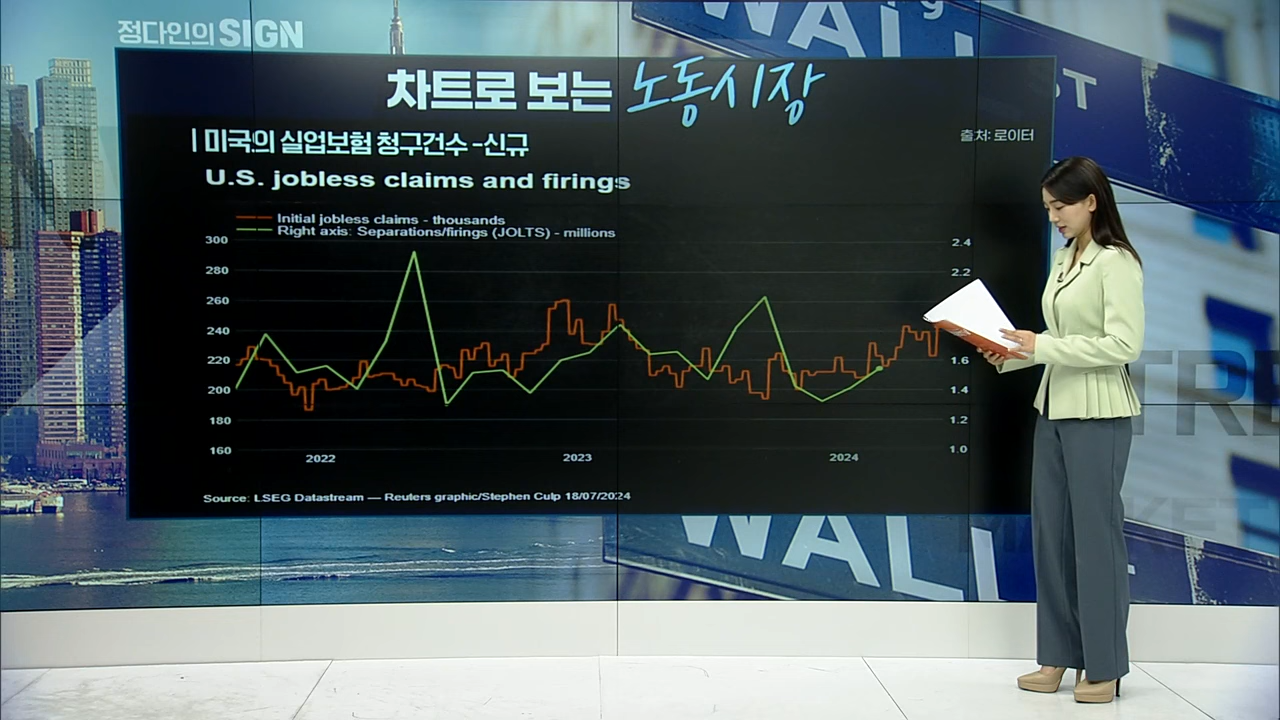 정다인의 SIGN
차트로 보는 노동시장
미국의 실업보험 청구건수 -신규
출처: 로이터
U.S. jobless claims and firings
Initial jobless claims - thousands
Right axis: Separations/firings (JOLTS) - millions
300
280
260
240
220
200
180
160
2.4
2.2
1.6
1.4
1.2
1.0
2022
2023
2024
Source: LSEG Datastream — Reuters graphic/Stephen Culp 18/07/2024
WALL
ST
WALL
TRE